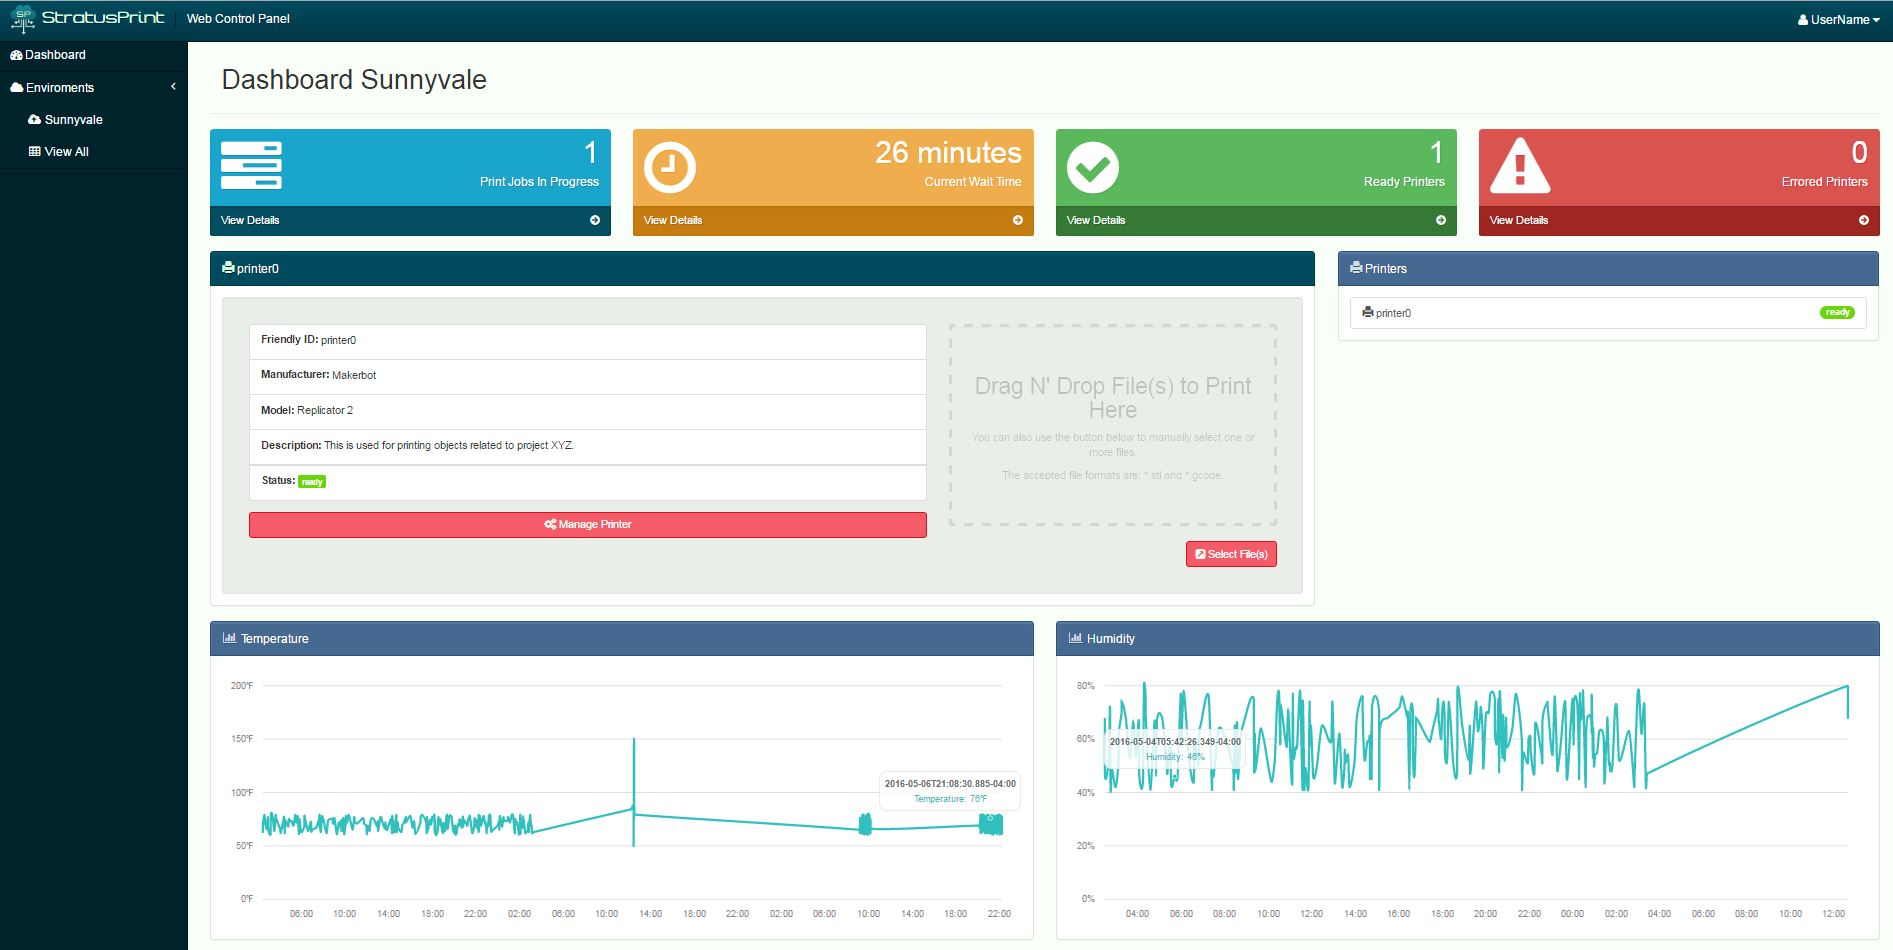 SP StratusPrint Web Control Panel UserName
Dashboard
Enviroments
Sunnyvale
View All
Dashboard Sunnyvale
1
Print Jobs In Progress
View Details
26 minutes
Current Wait Time
View Details
1
Ready Printers
View Details
0
Errored Printers
View Details
printer0
Friendly ID: printer0
Manufacturer: Makerbot
Model: Replicator 2
Description: This is used for printing objects related to project XYZ.
Status: ready
Manage Printer
Drag N' Drop File(s) to Print
Here
You can also use the button below to manually select one or
more files.
The accepted file formats are: *.stl and *.gcode.
Select File(s)
Printers
printer0 ready
Temperature
200°F
150°F
100°F
50°F
0°F
2016-05-06T21:08:30.885-04:00
Temperature: 76°F
06:00 10:00 14:00 18:00 22:00 02:00 06:00 10:00 14:00 18:00 22:00 02:00 06:00 10:00 14:00 18:00 22:00
Humidity
80%
60%
40%
20%
0%
2016-05-04T05:42:26.349-04:00
Humidity: 46%
04:00 06:00 08:00 10:00 12:00 14:00 16:00 18:00 20:00 22:00 00:00 02:00 04:00 06:00 08:00 10:00 12:00